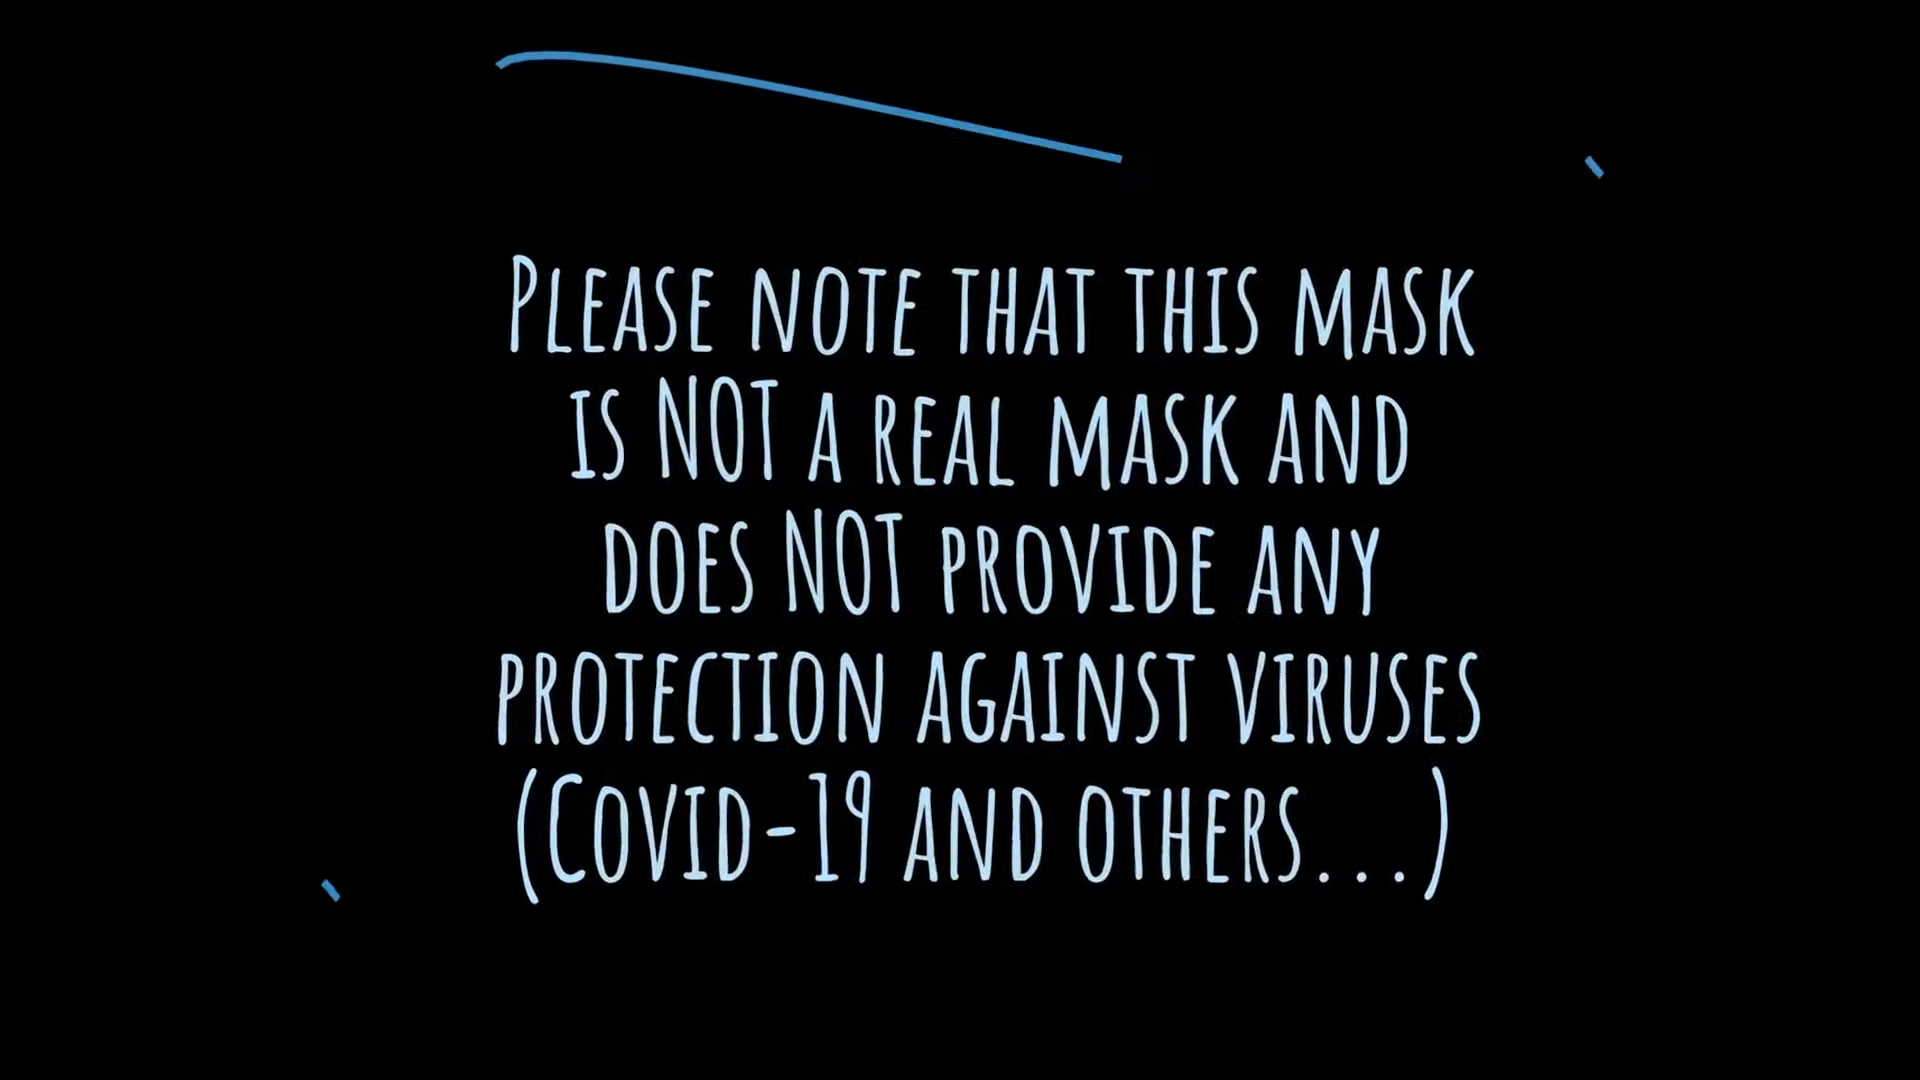 Please note that this mask
is NOT a real mask and
does NOT provide any
protection against viruses
(Covid-19 and others...)